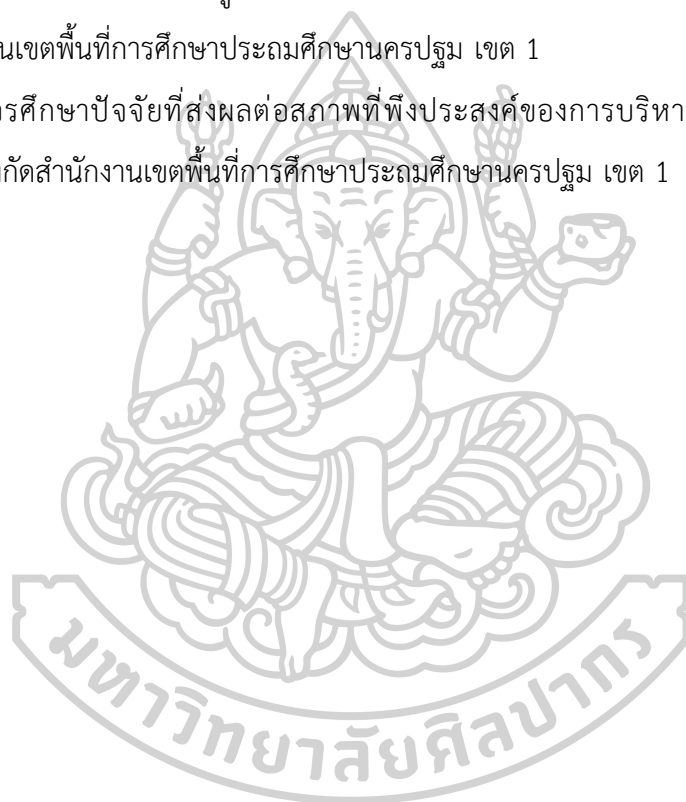 นเขตพื้นที่การศึกษาประถมศึกษานครปฐม เขต 1
ารศึกษาปัจจัยที่ส่งผลต่อสภาพที่พึงประสงค์ของการบริหา
กัดสำนักงานเขตพื้นที่การศึกษาประถมศึกษานครปฐม เขต 1
มหาวิทยาลัยศิลปากร